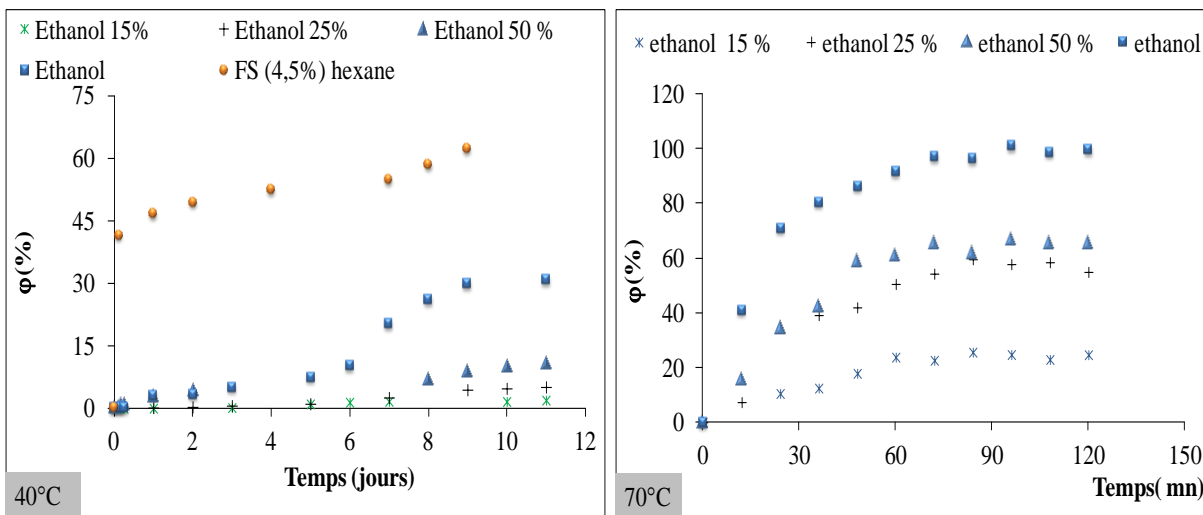 Ethanol 15% Ethanol 25% Ethanol 50 %
Ethanol FS (4,5%) hexane
75
60
45
30
15
0
φ(%)
0 2 4 6 8 10 12
Temps (jours)
40°C
ethanol 15 % ethanol 25 % ethanol 50 % ethanol
120
100
80
60
40
20
0
φ(%)
0 30 60 90 120 150
Temps( mn)
70°C